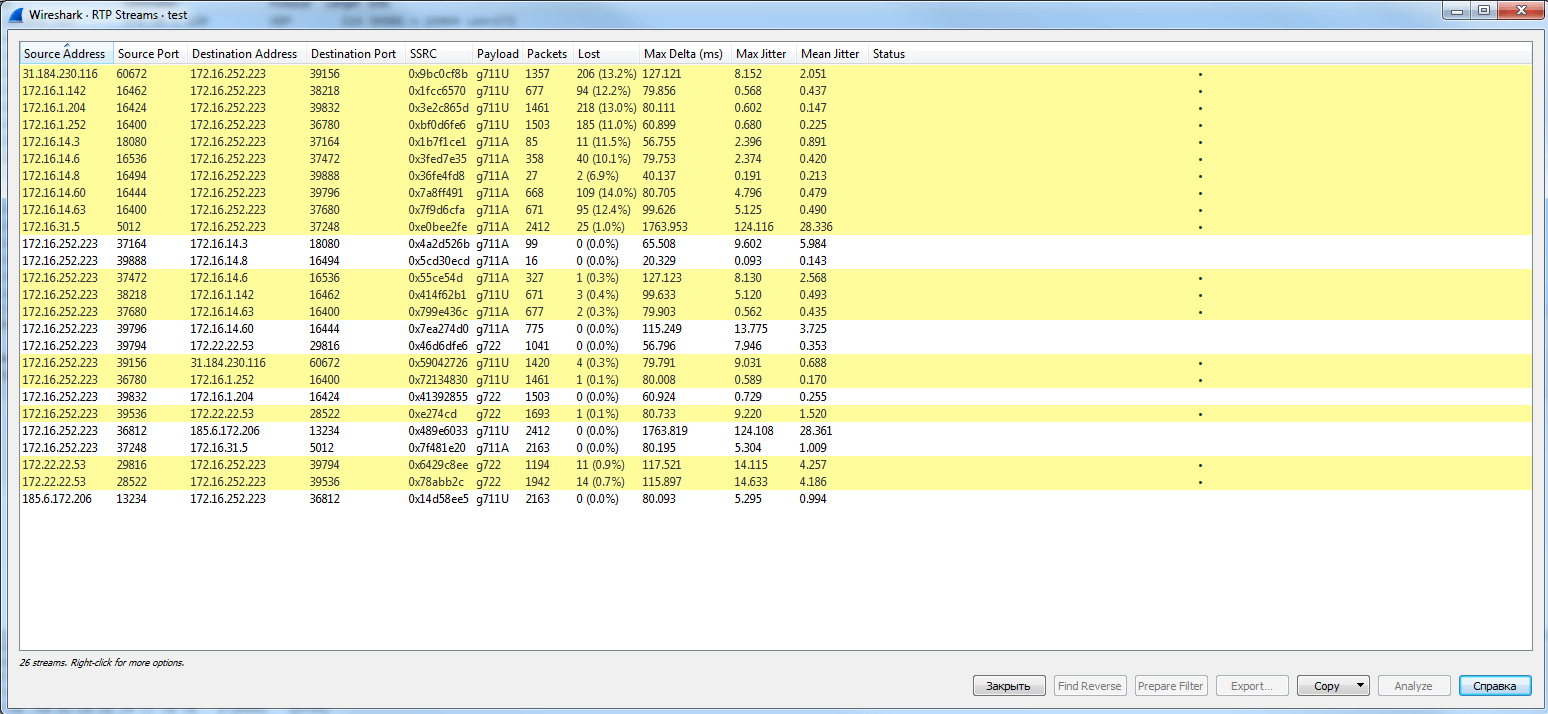 Wireshark · RTP Streams · test
Source Address Source Port Destination Address Destination Port SSRC Payload Packets Lost Max Delta (ms) Max Jitter Mean Jitter Status
31.184.230.116 60672 172.16.252.223 39156 0x9bc0cf8b g711U 1357 206 (13.2%) 127.121 8.152 2.051 •
172.16.1.142 16462 172.16.252.223 38218 0x1fcc6570 g711U 677 94 (12.2%) 79.856 0.568 0.437 •
172.16.1.204 16424 172.16.252.223 39832 0x3e2c865d g711U 1461 218 (13.0%) 80.111 0.602 0.147 •
172.16.1.252 16400 172.16.252.223 36780 0xbf0d6fe6 g711U 1503 185 (11.0%) 60.899 0.680 0.225 •
172.16.14.3 18080 172.16.252.223 37164 0x1b7f1ce1 g711A 85 11 (11.5%) 56.755 2.396 0.891 •
172.16.14.6 16536 172.16.252.223 37472 0x3fed7e35 g711A 358 40 (10.1%) 79.753 2.374 0.420 •
172.16.14.8 16494 172.16.252.223 39888 0x36fe4fd8 g711A 27 2 (6.9%) 40.137 0.191 0.213 •
172.16.14.60 16444 172.16.252.223 39796 0x7a8ff491 g711A 668 109 (14.0%) 80.705 4.796 0.479 •
172.16.14.63 16400 172.16.252.223 37680 0x7f9d6cfa g711A 671 95 (12.4%) 99.626 5.125 0.490 •
172.16.31.5 5012 172.16.252.223 37248 0xe0bee2fe g711A 2412 25 (1.0%) 1763.953 124.116 28.336 •
172.16.252.223 37164 172.16.14.3 18080 0x4a2d526b g711A 99 0 (0.0%) 65.508 9.602 5.984
172.16.252.223 39888 172.16.14.8 16494 0x5cd30ecd g711A 16 0 (0.0%) 20.329 0.093 0.143
172.16.252.223 37472 172.16.14.6 16536 0x55ce54d g711A 327 1 (0.3%) 127.123 8.130 2.568 •
172.16.252.223 38218 172.16.1.142 16462 0x414f62b1 g711U 671 3 (0.4%) 99.633 5.120 0.493 •
172.16.252.223 37680 172.16.14.63 16400 0x799e436c g711A 677 2 (0.3%) 79.903 0.562 0.435 •
172.16.252.223 39796 172.16.14.60 16444 0x7ea274d0 g711A 775 0 (0.0%) 115.249 13.775 3.725
172.16.252.223 39794 172.22.22.53 29816 0x46d6dfe6 g722 1041 0 (0.0%) 56.796 7.946 0.353
172.16.252.223 39156 31.184.230.116 60672 0x59042726 g711U 1420 4 (0.3%) 79.791 9.031 0.688 •
172.16.252.223 36780 172.16.1.252 16400 0x72134830 g711U 1461 1 (0.1%) 80.008 0.589 0.170 •
172.16.252.223 39832 172.16.1.204 16424 0x41392855 g722 1503 0 (0.0%) 60.924 0.729 0.255
172.16.252.223 39536 172.22.22.53 28522 0xe274cd g722 1693 1 (0.1%) 80.733 9.220 1.520 •
172.16.252.223 36812 185.6.172.206 13234 0x489e6033 g711U 2412 0 (0.0%) 1763.819 124.108 28.361
172.16.252.223 37248 172.16.31.5 5012 0x7f481e20 g711A 2163 0 (0.0%) 80.195 5.304 1.009
172.22.22.53 29816 172.16.252.223 39794 0x6429c8ee g722 1194 11 (0.9%) 117.521 14.115 4.257 •
172.22.22.53 28522 172.16.252.223 39536 0x78abb2c g722 1942 14 (0.7%) 115.897 14.633 4.186 •
185.6.172.206 13234 172.16.252.223 36812 0x14d58ee5 g711U 2163 0 (0.0%) 80.093 5.295 0.994
26 streams. Right-click for more options.
Закрыть Find Reverse Prepare Filter Export... Copy Analyze Справка